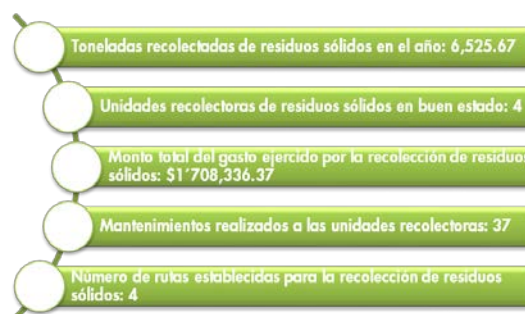 Toneladas recolectadas de residuos sólidos en el año: 6,525.67
Unidades recolectoras de residuos sólidos en buen estado: 4
Monto total del gasto ejercido por la recolección de residuos
sólidos: $1'708,336.37
Mantenimientos realizados a las unidades recolectoras: 37
Número de rutas establecidas para la recolección de residuos
sólidos: 4